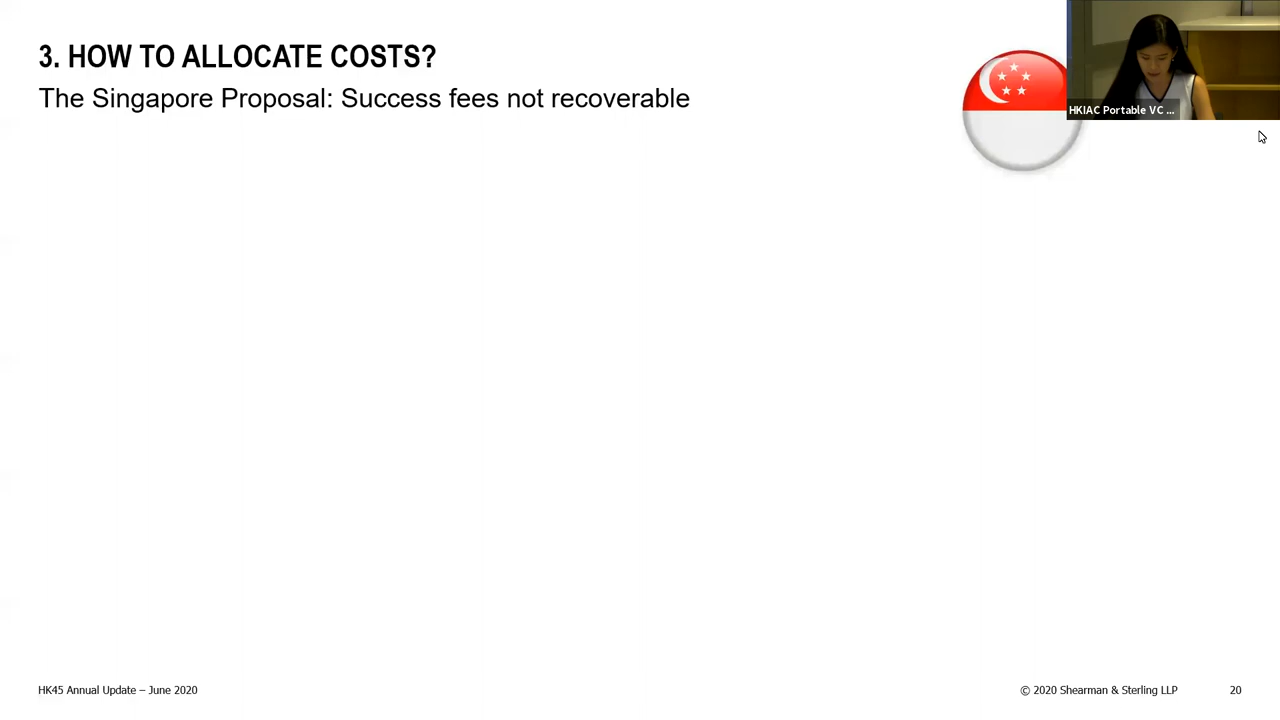 3. HOW TO ALLOCATE COSTS?
The Singapore Proposal: Success fees not recoverable
HKIAC Portable VC ...
HK45 Annual Update – June 2020
© 2020 Shearman & Sterling LLP
20